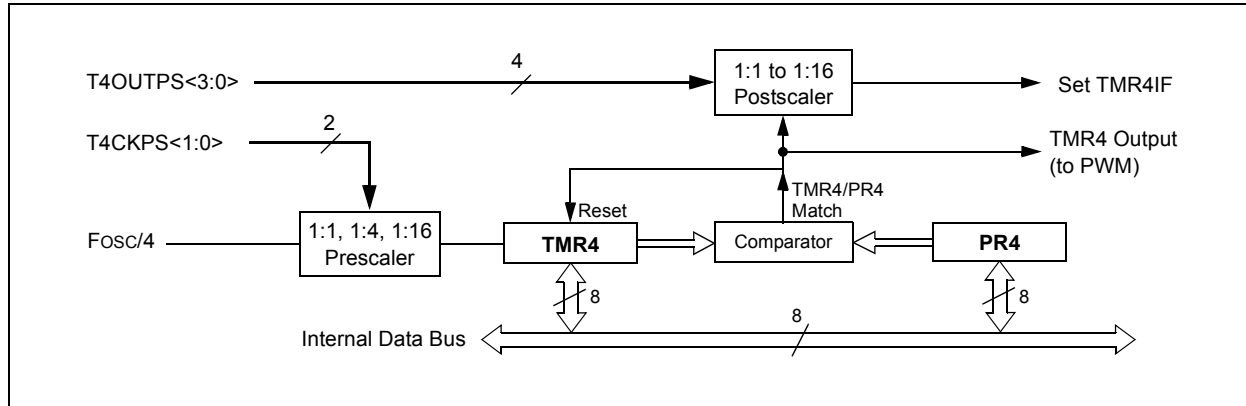 T4OUTPS<3:0>
4
1:1 to 1:16
Postscaler
Set TMR4IF
T4CKPS<1:0>
2
TMR4 Output
(to PWM)
TMR4/PR4
Match
Reset
FOSC/4
1:1, 1:4, 1:16
Prescaler
TMR4
Comparator
PR4
8
8
Internal Data Bus
8